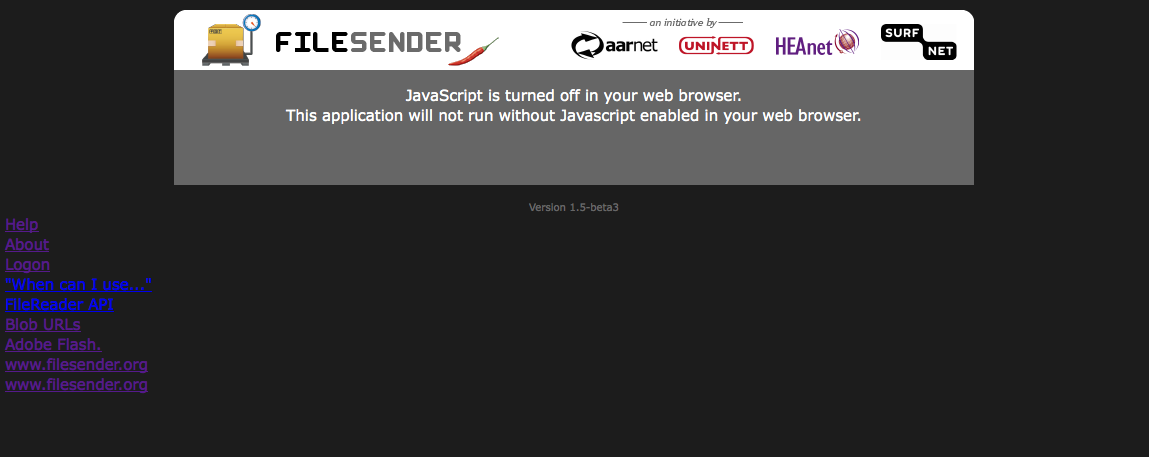 an initiative by
FILESENDER
aarnet
UNINETT
HEAnet
SURF
NET
JavaScript is turned off in your web browser.
This application will not run without Javascript enabled in your web browser.
Version 1.5-beta3
Help
About
Logon
"When can I use..."
FileReader API
Blob URLs
Adobe Flash.
www.filesender.org
www.filesender.org